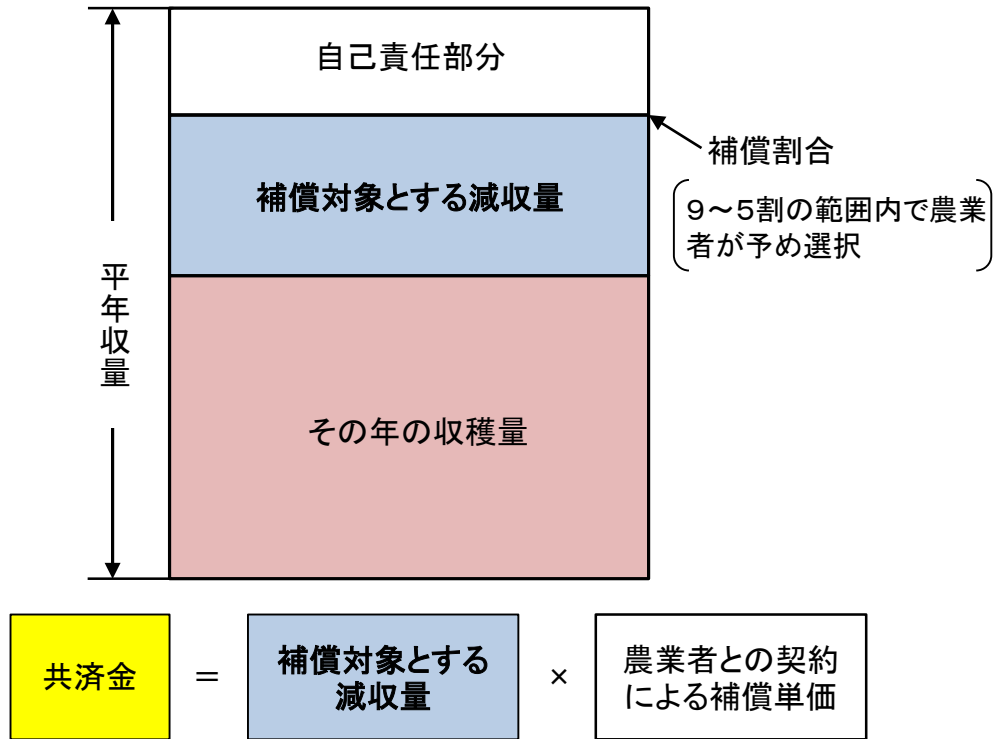 自己責任部分
補償割合
９～５割の範囲内で農業
者が予め選択
補償対象とする減収量
平年収量
その年の収穫量
共済金
＝
補償対象とする
減収量
×
農業者との契約
による補償単価